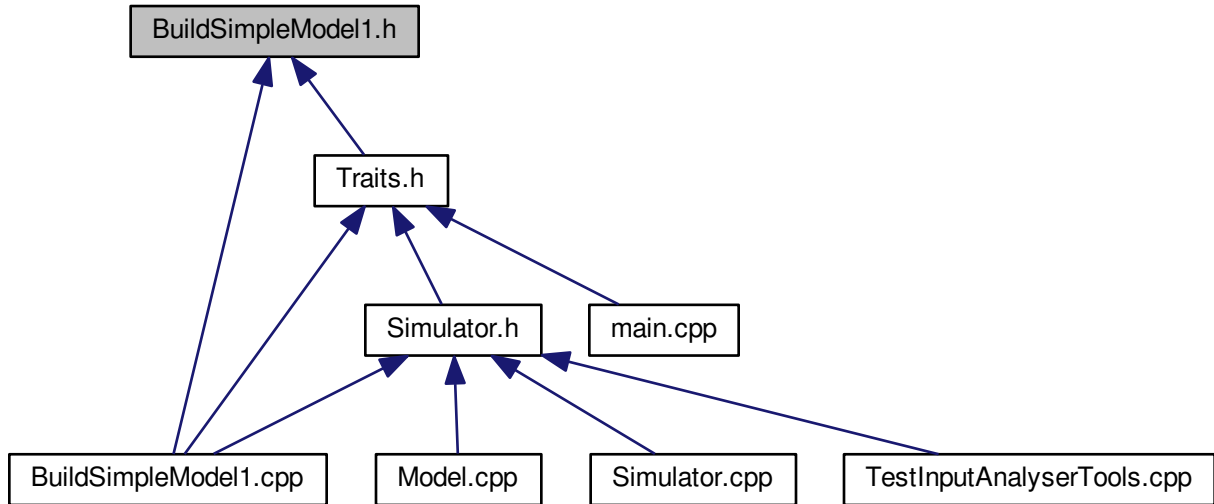 BuildSimpleModel1.h
Traits.h
Simulator.h
main.cpp
BuildSimpleModel1.cpp
Model.cpp
Simulator.cpp
TestInputAnalyserTools.cpp